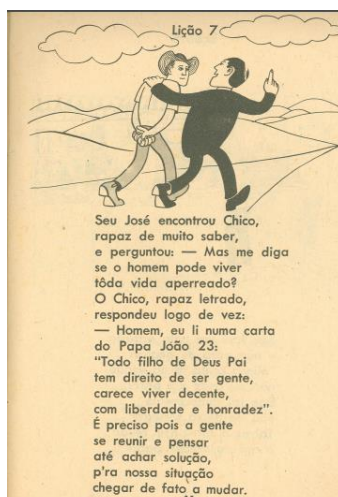 Lição 7
Seu José encontrou Chico,
rapaz de muito saber,
e perguntou: — Mas me diga
se o homem pode viver
tôda vida aperreado?
O Chico, rapaz letrado,
respondeu logo de vez:
— Homem, eu li numa carta
do Papa João 23:
"Todo filho de Deus Pai
tem direito de ser gente,
carece viver decente,
com liberdade e honradez".
É preciso pois a gente
se reunir e pensar
até achar solução,
p'ra nossa situação
chegar de fato a mudar.